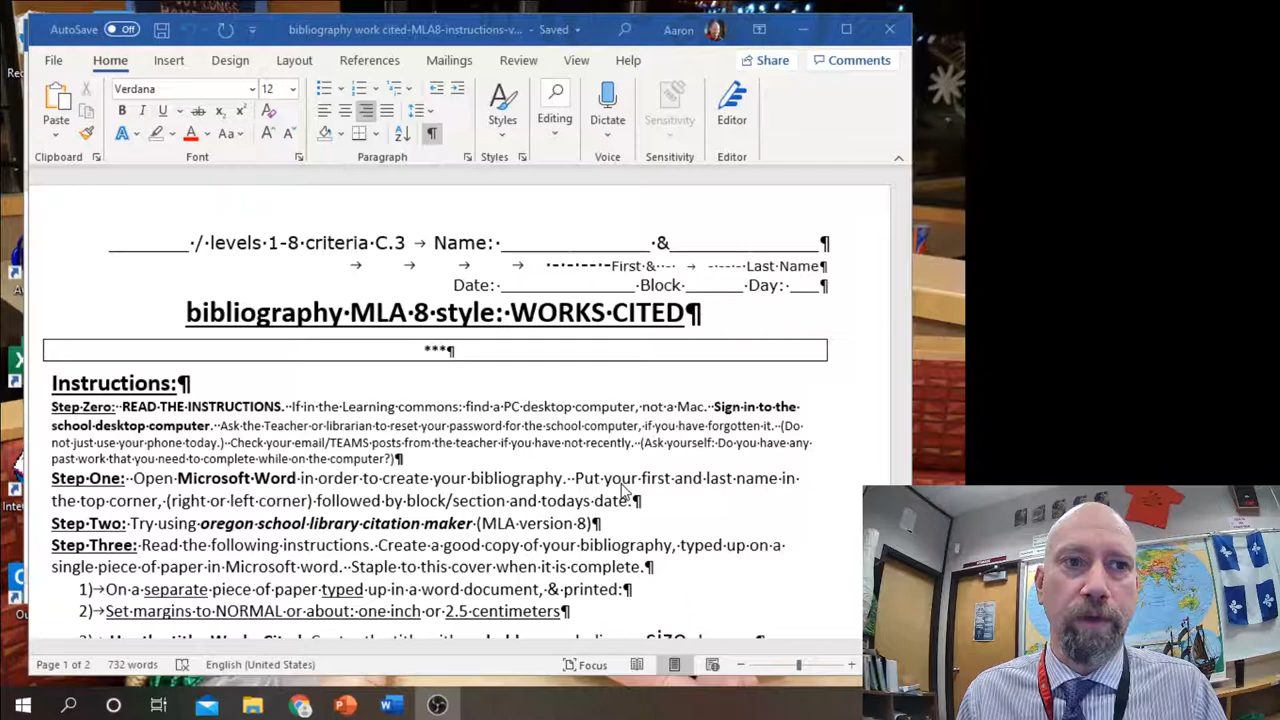 AutoSave Off bibliography work cited-MLA8-instructions-v... - Saved Aaron
File Home Insert Design Layout References Mailings Review View Help Share Comments
Verdana 12
Paste Styles Editing Dictate Sensitivity Editor
Clipboard Font Paragraph Styles Voice Sensitivity Editor
_________ / levels 1-8 criteria C.3 → Name: ________________ &________________¶
→ → → → -----First & → ----Last Name¶
Date: ______________ Block ______ Day: ___¶
bibliography MLA 8 style: WORKS CITED¶
***¶
Instructions:¶
Step Zero: READ THE INSTRUCTIONS. If in the Learning commons: find a PC desktop computer, not a Mac. Sign in to the
school desktop computer. Ask the Teacher or librarian to reset your password for the school computer, if you have forgotten it. (Do
not just use your phone today.) Check your email/TEAMS posts from the teacher if you have not recently. (Ask yourself: Do you have any
past work that you need to complete while on the computer?)¶
Step One: Open Microsoft Word in order to create your bibliography. Put your first and last name in
the top corner, (right or left corner) followed by block/section and todays date.¶
Step Two: Try using oregon school library citation maker (MLA version 8)¶
Step Three: Read the following instructions. Create a good copy of your bibliography, typed up on a
single piece of paper in Microsoft word. Staple to this cover when it is complete.¶
1)→On a separate piece of paper typed up in a word document, & printed:¶
2)→Set margins to NORMAL or about: one inch or 2.5 centimeters¶
Page 1 of 2 732 words English (United States) Focus